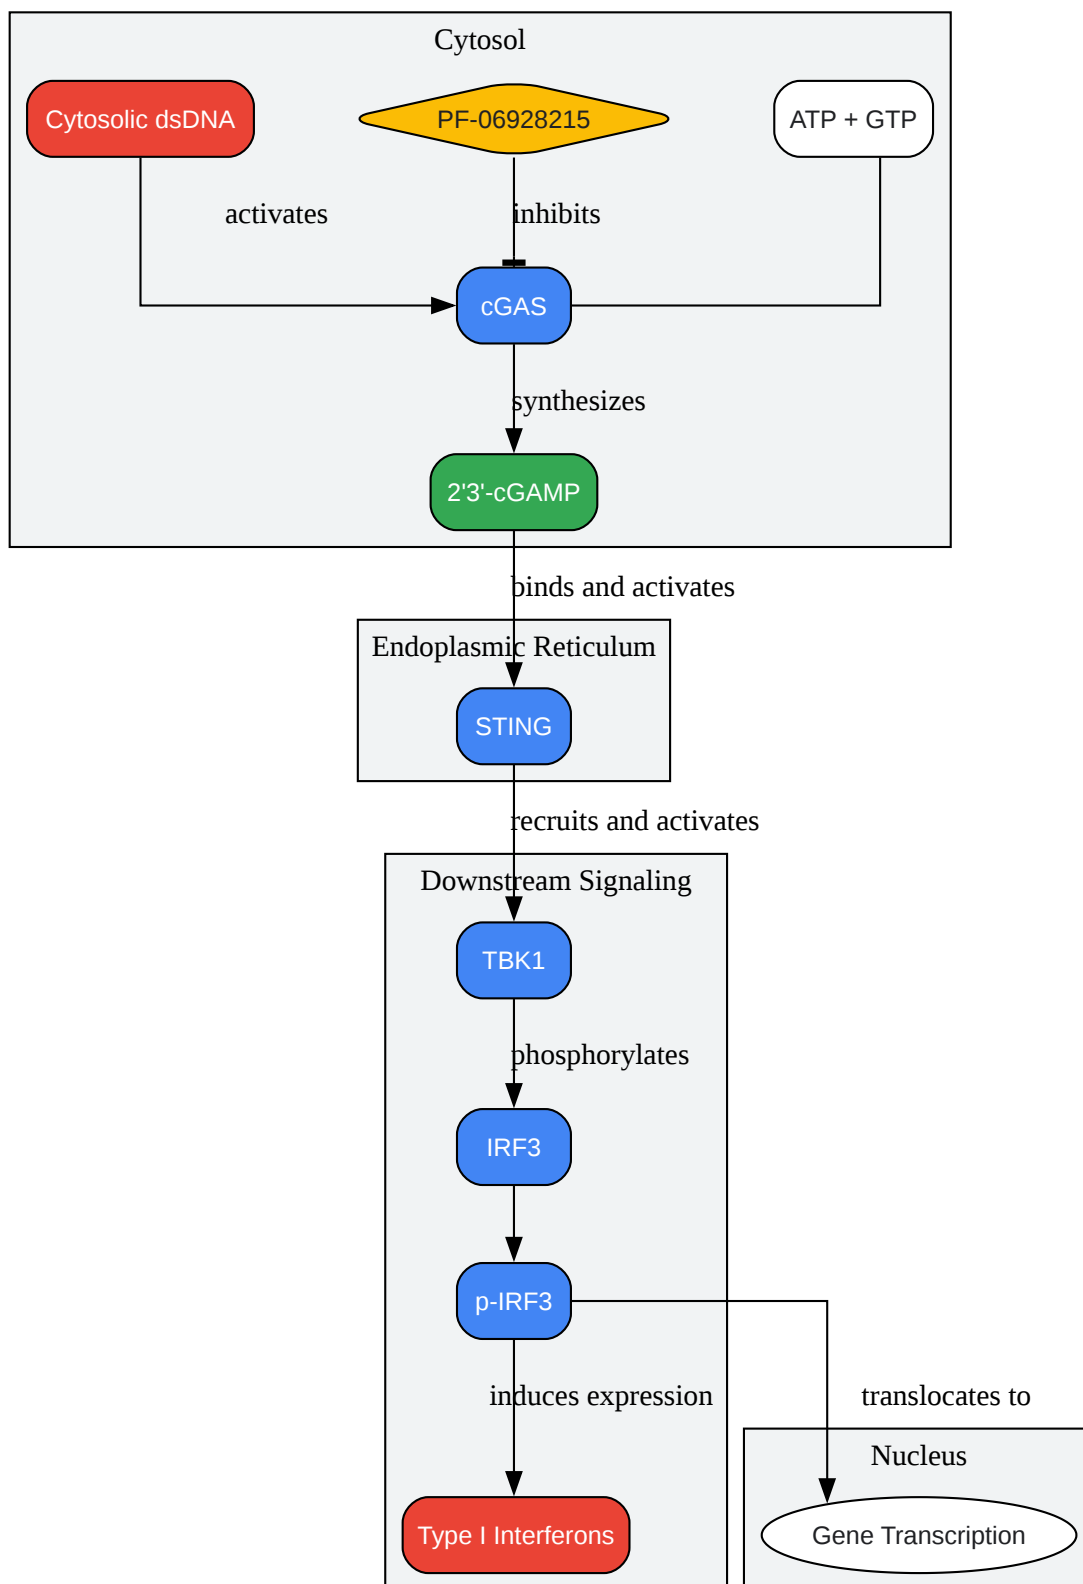 Cytosol
Cytosolic dsDNA
PF-06928215
ATP + GTP
activates
inhibits
cGAS
synthesizes
2'3'-cGAMP
binds and activates
Endoplasmic Reticulum
STING
recruits and activates
Downstream Signaling
TBK1
phosphorylates
IRF3
p-IRF3
induces expression
translocates to
Nucleus
Type I Interferons
Gene Transcription